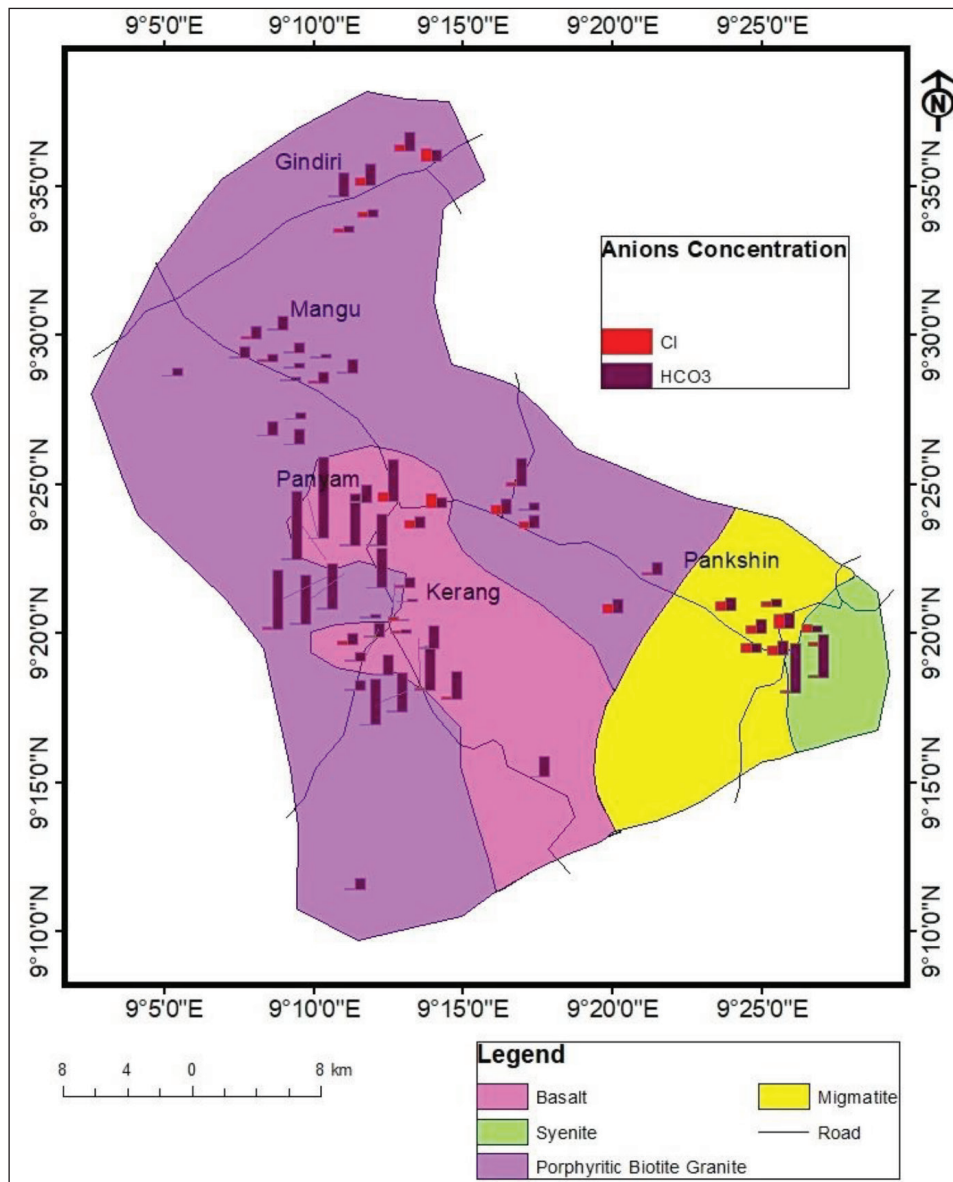 9°5'0"E 9°10'0"E 9°15'0"E 9°20'0"E 9°25'0"E
N
9°35'0"N 9°35'0"N
Gindiri
Anions Concentration
Cl
HCO3
Mangu
9°30'0"N 9°30'0"N
Panyam
9°25'0"N 9°25'0"N
Pankshin
Kerang
9°20'0"N 9°20'0"N
9°15'0"N 9°15'0"N
9°10'0"N 9°10'0"N
9°5'0"E 9°10'0"E 9°15'0"E 9°20'0"E 9°25'0"E
8 4 0 8 km
Legend
Basalt Migmatite
Syenite Road
Porphyritic Biotite Granite